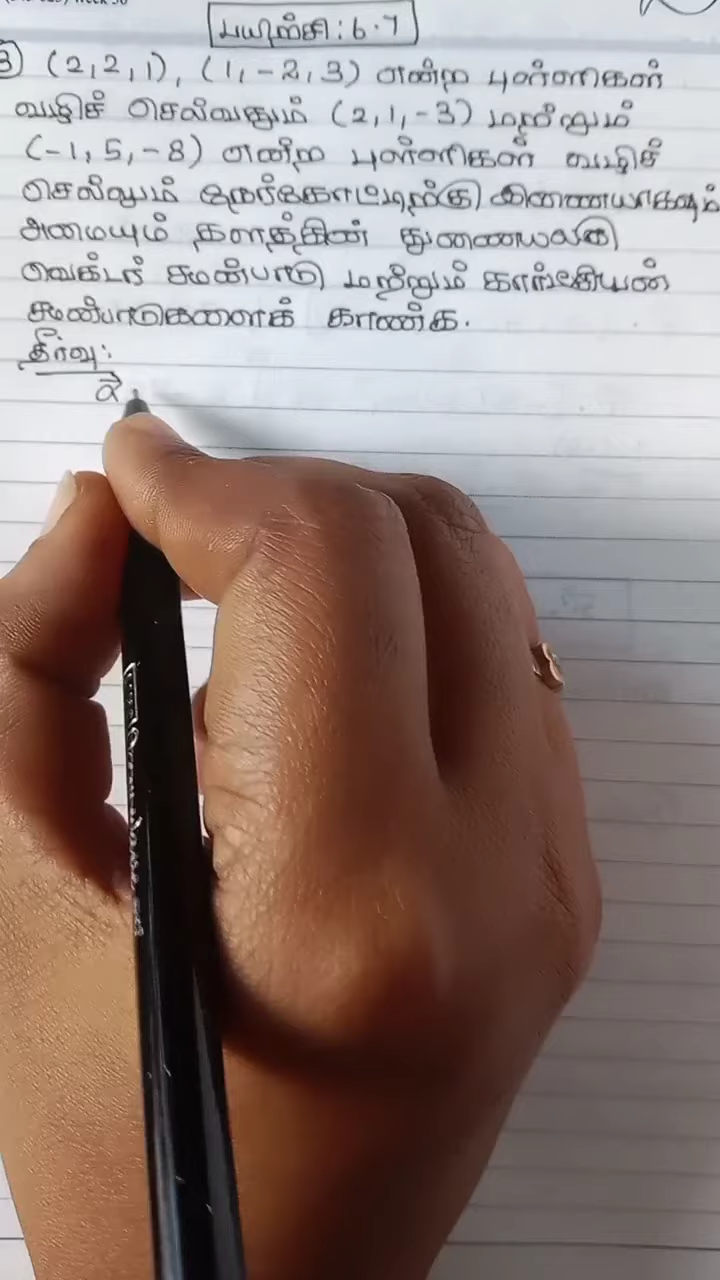 பயிற்சி : 6.7
3) (2,2,1), (1,-2,3) என்ற புள்ளிகள்
வழிச் செல்வதும் (2,1,-3) மற்றும்
(-1,5,-8) என்ற புள்ளிகள் வழிச்
செல்லும் நேர்கோட்டிற்கு இணையாகவும்
அமையும் தளத்தின் துணையலகு
வெக்டர் சமன்பாடு மற்றும் கார்டீசியன்
சமன்பாடுகளைக் காண்க.
தீர்வு:
a⃗